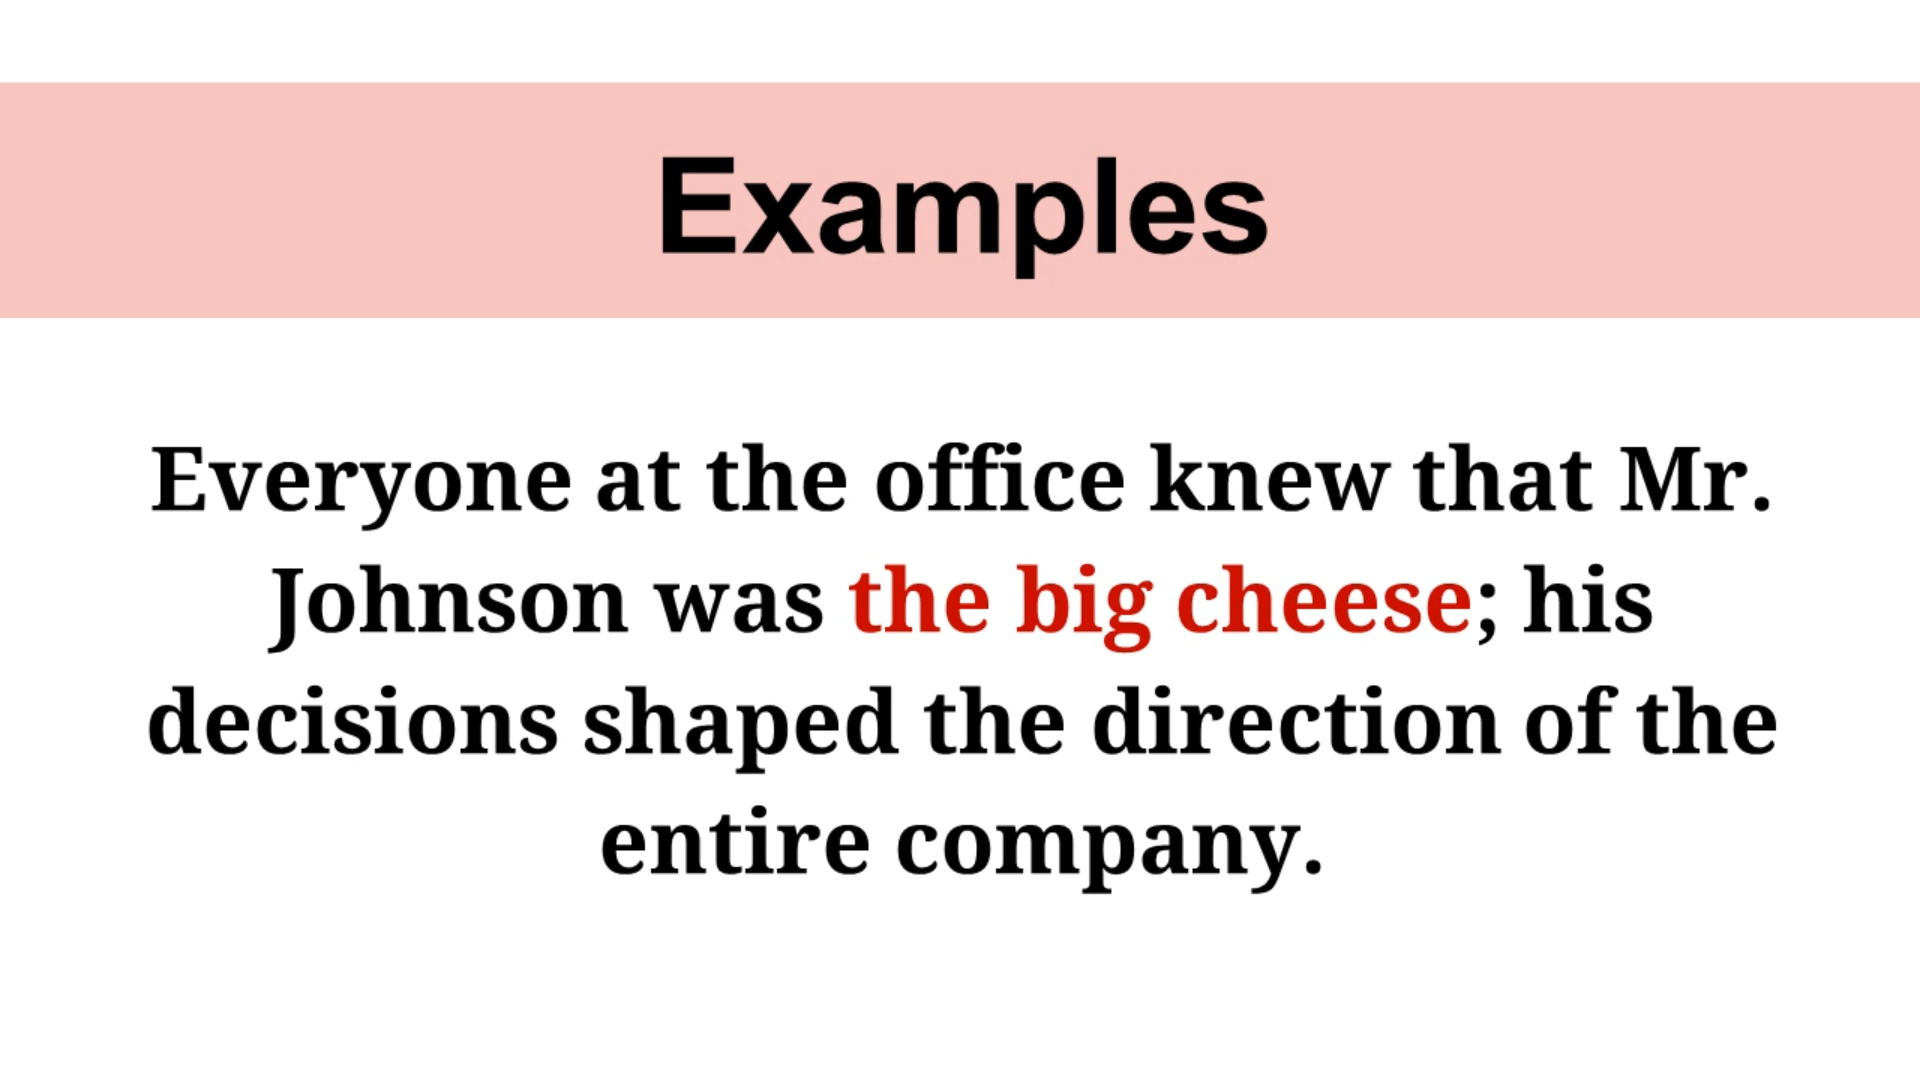 Examples
Everyone at the office knew that Mr.
Johnson was the big cheese; his
decisions shaped the direction of the
entire company.